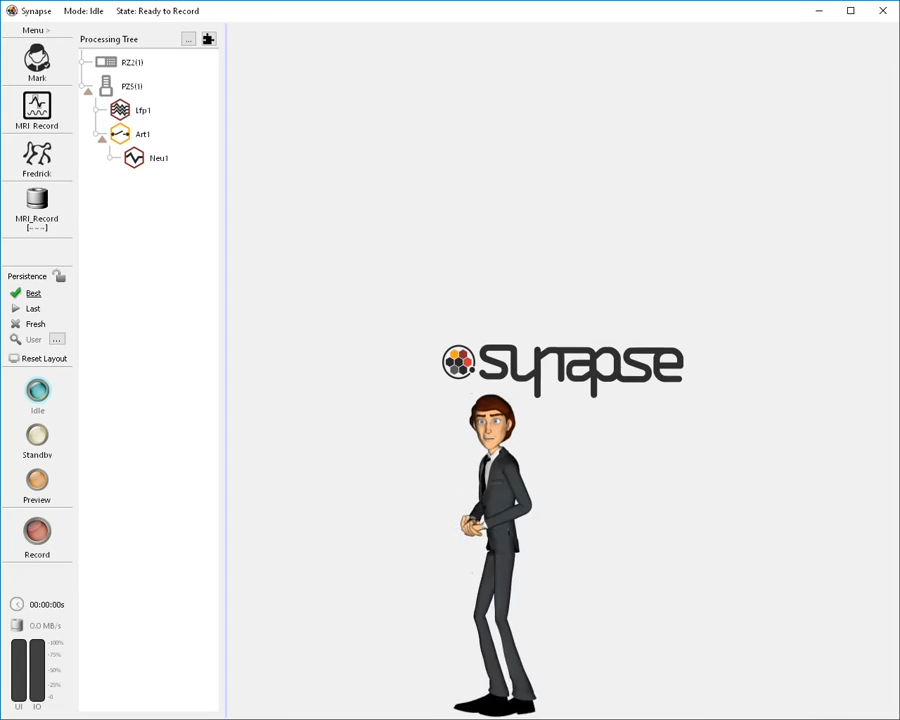 Synapse Mode: Idle State: Ready to Record
Menu >
Mark
MRI_Record
Fredrick
MRI_Record
[---]
Persistence
Best
Last
Fresh
User ...
Reset Layout
Idle
Standby
Preview
Record
00:00:00s
0.0 MB/s
-100%
-75%
-50%
-25%
-0
UI IO
Processing Tree ...
RZ2(1)
PZ5(1)
Lfp1
Art1
Neu1
synapse